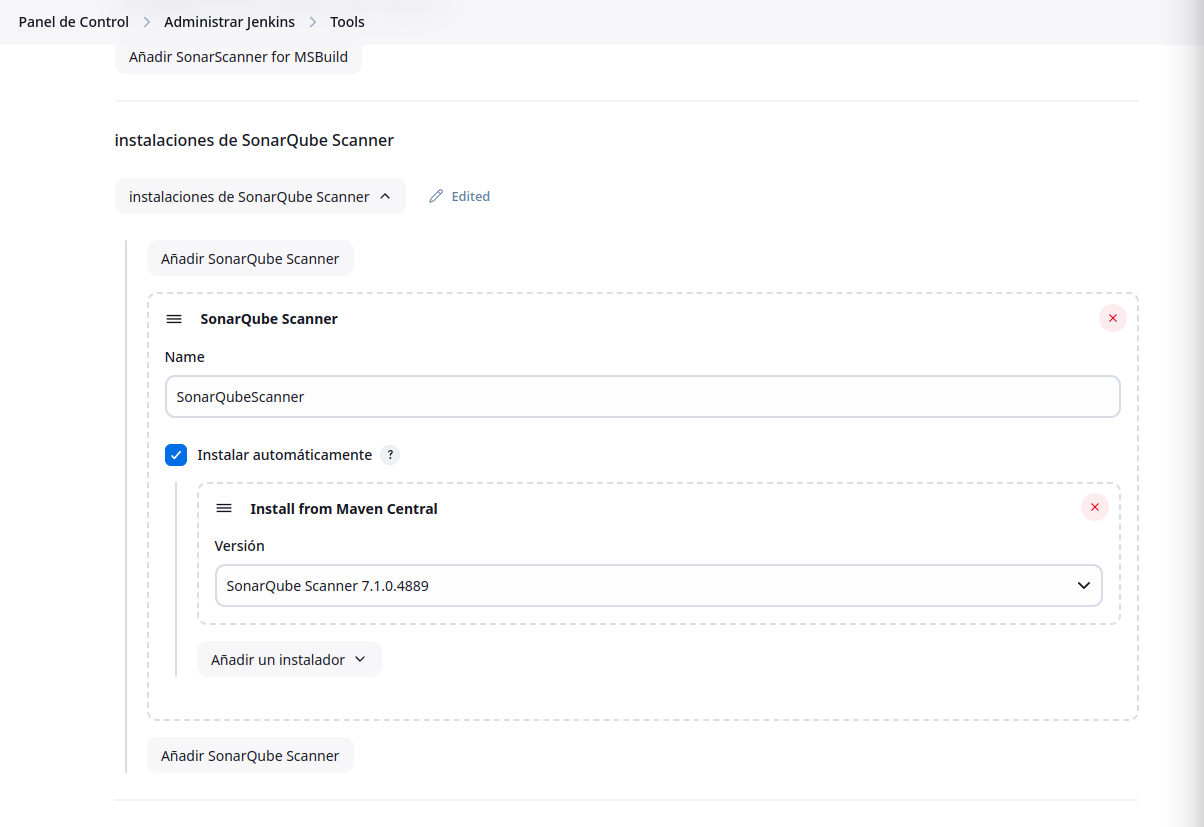 Panel de Control > Administrar Jenkins > Tools
Añadir SonarScanner for MSBuild
instalaciones de SonarQube Scanner
instalaciones de SonarQube Scanner Edited
Añadir SonarQube Scanner
SonarQube Scanner
Name
SonarQubeScanner
Instalar automáticamente ?
Install from Maven Central
Versión
SonarQube Scanner 7.1.0.4889
Añadir un instalador
Añadir SonarQube Scanner